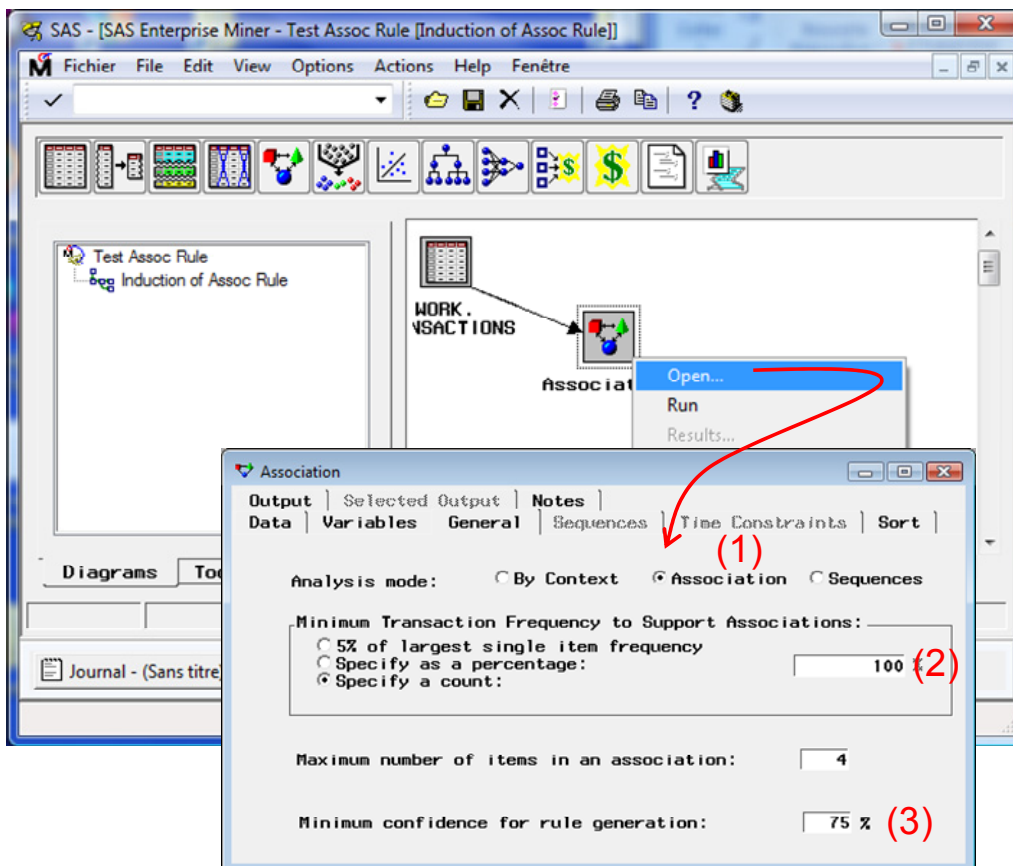 SAS - [SAS Enterprise Miner - Test Assoc Rule [Induction of Assoc Rule]]
Fichier File Edit View Options Actions Help Fenêtre
Test Assoc Rule
Induction of Assoc Rule
WORK.
NSACTIONS
Associat
Open...
Run
Results...
Diagrams Too
Journal - (Sans titre)
Association
Output Selected Output Notes
Data Variables General Sequences Time Constraints Sort
(1)
Analysis mode: By Context Association Sequences
Minimum Transaction Frequency to Support Associations:
5% of largest single item frequency
Specify as a percentage: 100 % (2)
Specify a count:
Maximum number of items in an association: 4
Minimum confidence for rule generation: 75 % (3)